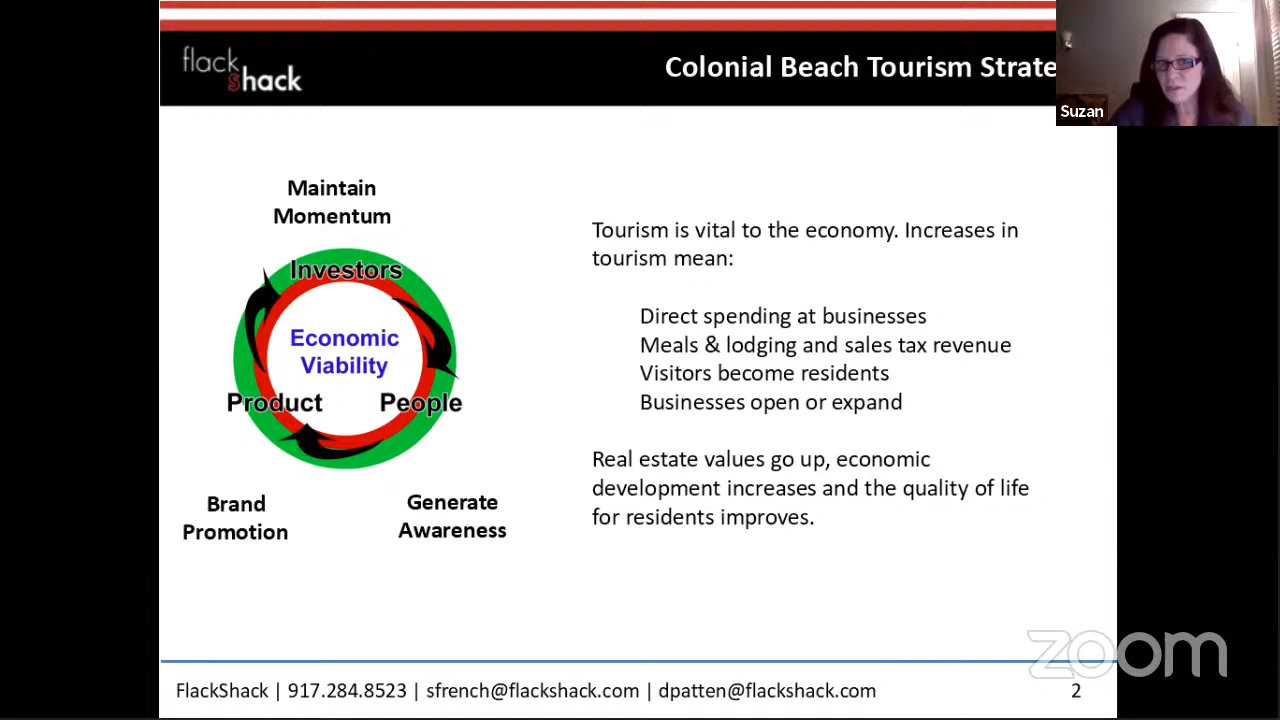 flack
shack
Colonial Beach Tourism Strate
Suzan
Maintain
Momentum
Investors
Economic
Viability
Product
People
Brand
Promotion
Generate
Awareness
Tourism is vital to the economy. Increases in
tourism mean:
Direct spending at businesses
Meals & lodging and sales tax revenue
Visitors become residents
Businesses open or expand
Real estate values go up, economic
development increases and the quality of life
for residents improves.
zoom
FlackShack | 917.284.8523 | sfrench@flackshack.com | dpatten@flackshack.com
2